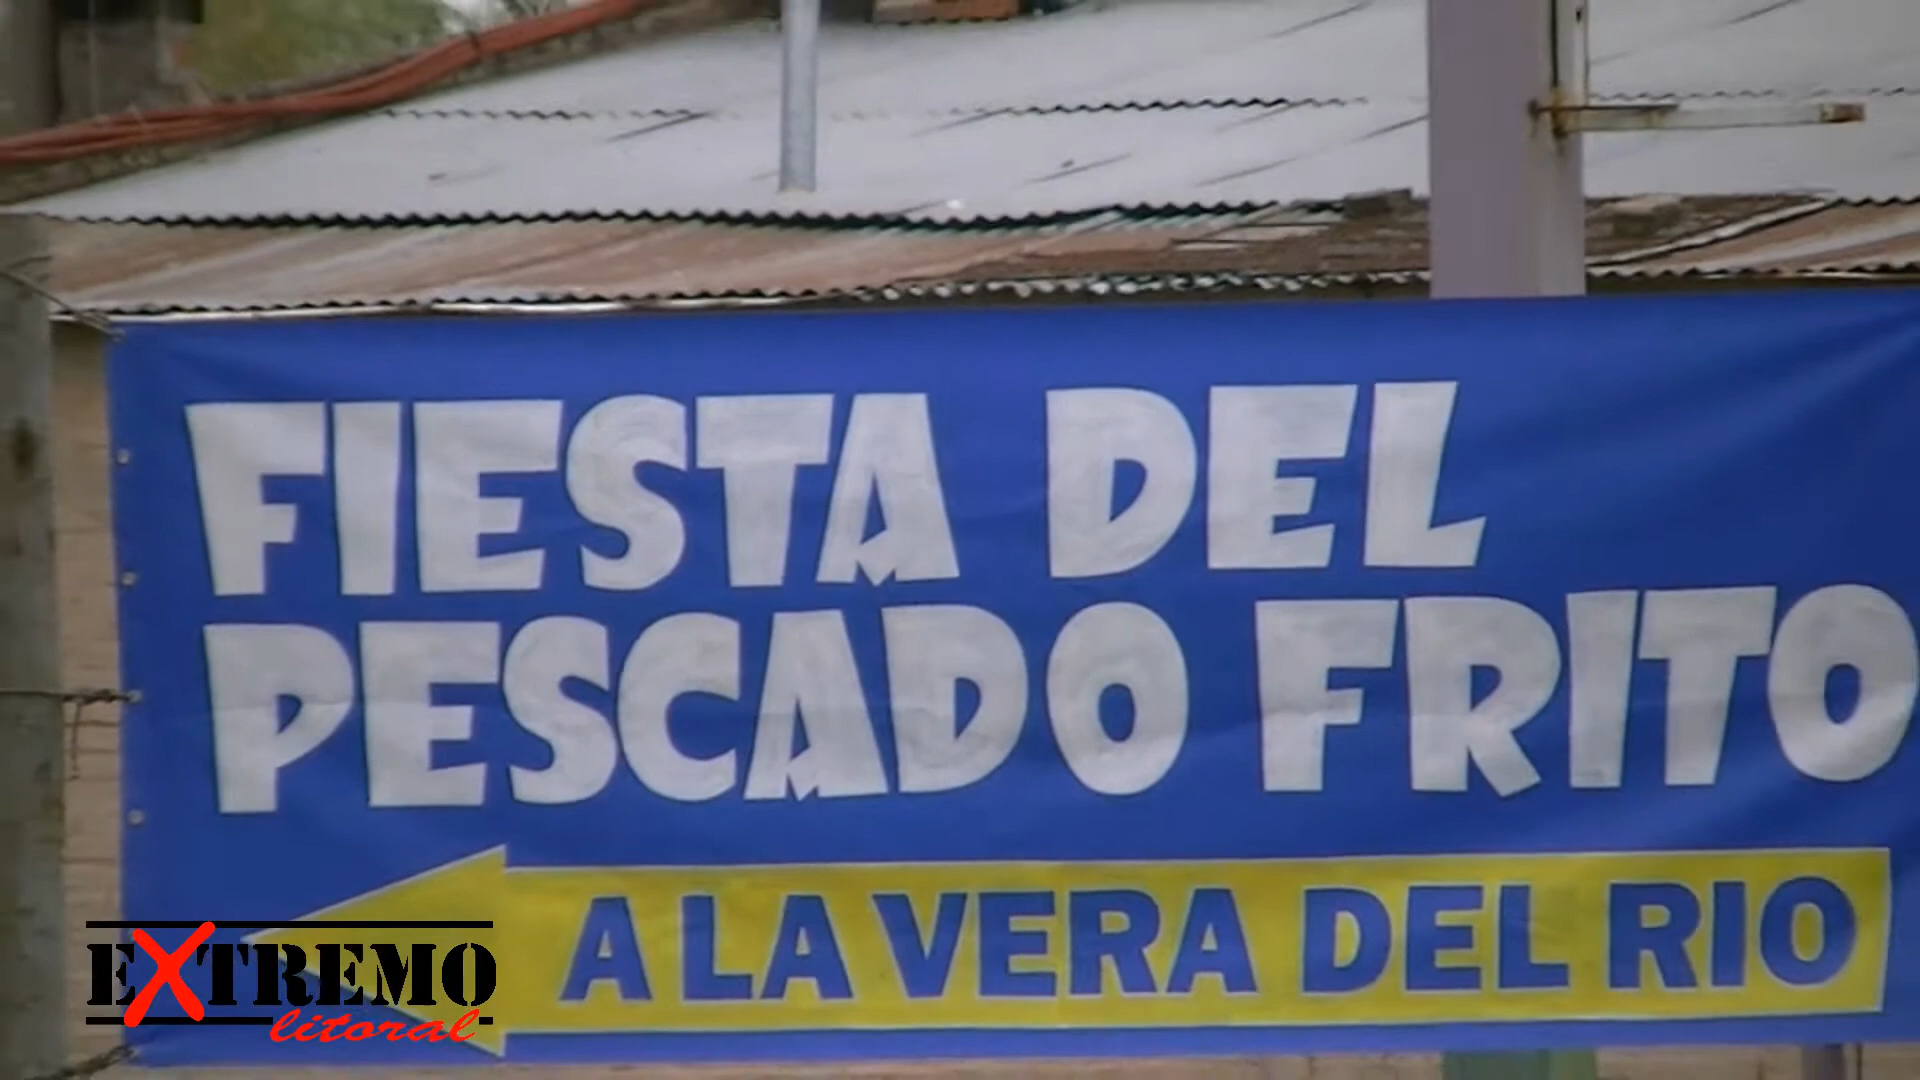 FIESTA DEL
PESCADO FRITO
A LA VERA DEL RIO
EXTREMO
litoral